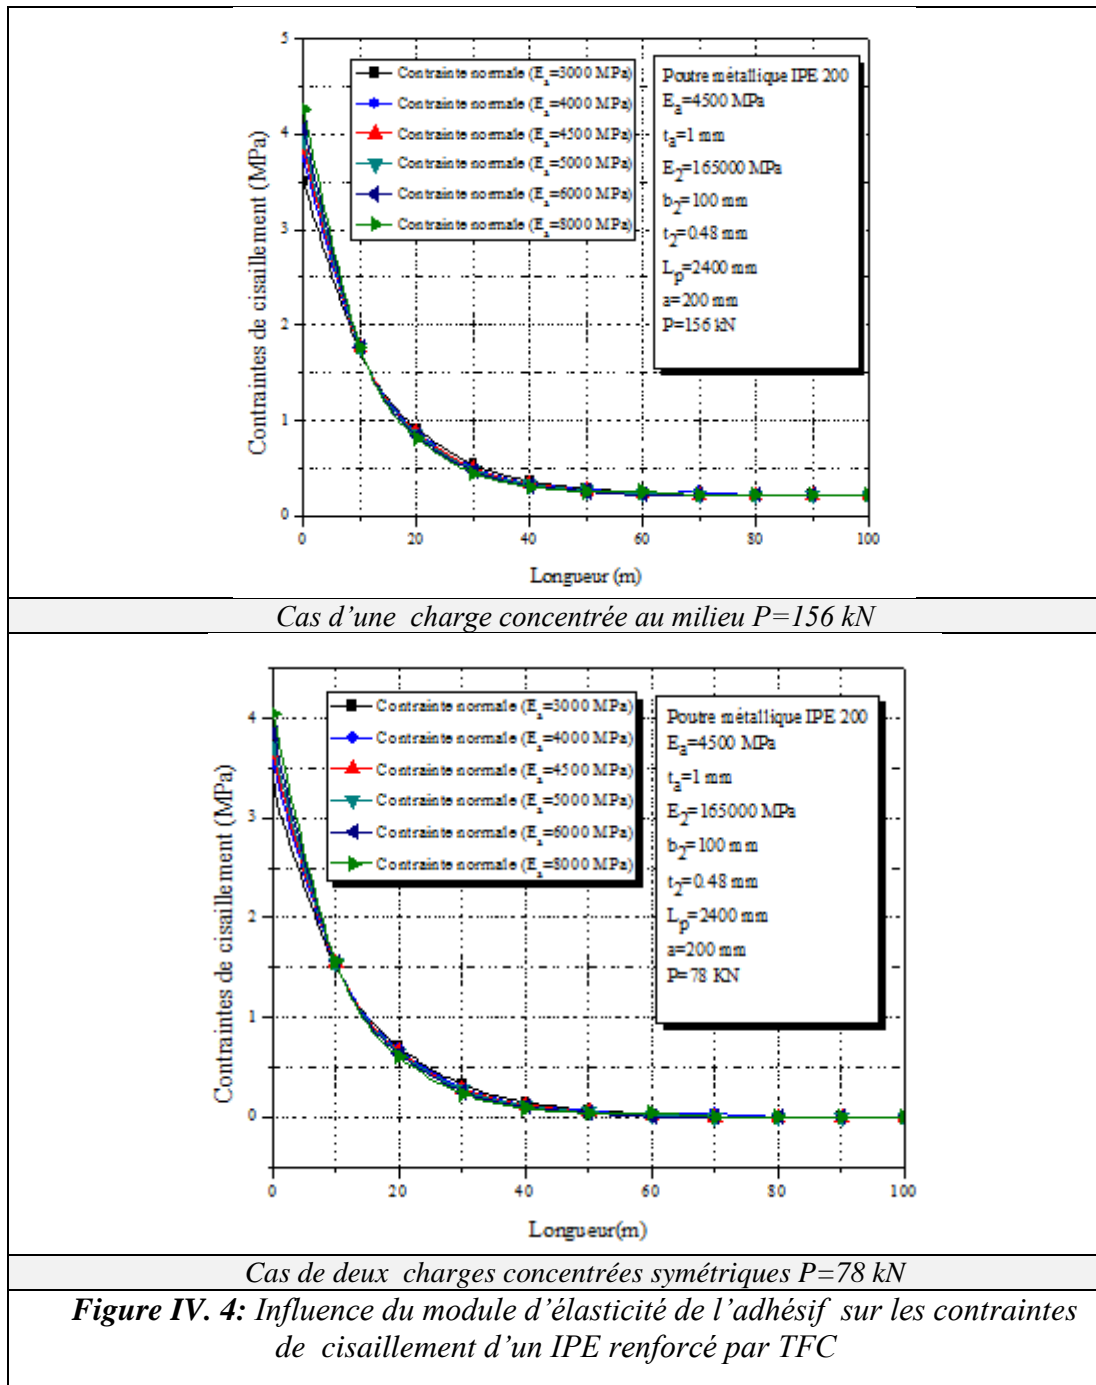 5
4
3
2
1
0
Contraintes de cisaillement (MPa)
Contrainte normale (Ea=3000 MPa)
Contrainte normale (Ea=4000 MPa)
Contrainte normale (Ea=4500 MPa)
Contrainte normale (Ea=5000 MPa)
Contrainte normale (Ea=6000 MPa)
Contrainte normale (Ea=8000 MPa)
Poutre métallique IPE 200
Ea=4500 MPa
ta=1 mm
E2=165000 MPa
b2=100 mm
t2=0.48 mm
Lp=2400 mm
a=200 mm
P=156 kN
0 20 40 60 80 100
Longueur (m)
Cas d’une charge concentrée au milieu P=156 kN
4
3
2
1
0
Contraintes de cisaillement (MPa)
Contrainte normale (Ea=3000 MPa)
Contrainte normale (Ea=4000 MPa)
Contrainte normale (Ea=4500 MPa)
Contrainte normale (Ea=5000 MPa)
Contrainte normale (Ea=6000 MPa)
Contrainte normale (Ea=8000 MPa)
Poutre métallique IPE 200
Ea=4500 MPa
ta=1 mm
E2=165000 MPa
b2=100 mm
t2=0.48 mm
Lp=2400 mm
a=200 mm
P=78 KN
0 20 40 60 80 100
Longueur(m)
Cas de deux charges concentrées symétriques P=78 kN
Figure IV. 4: Influence du module d’élasticité de l’adhésif sur les contraintes
de cisaillement d’un IPE renforcé par TFC